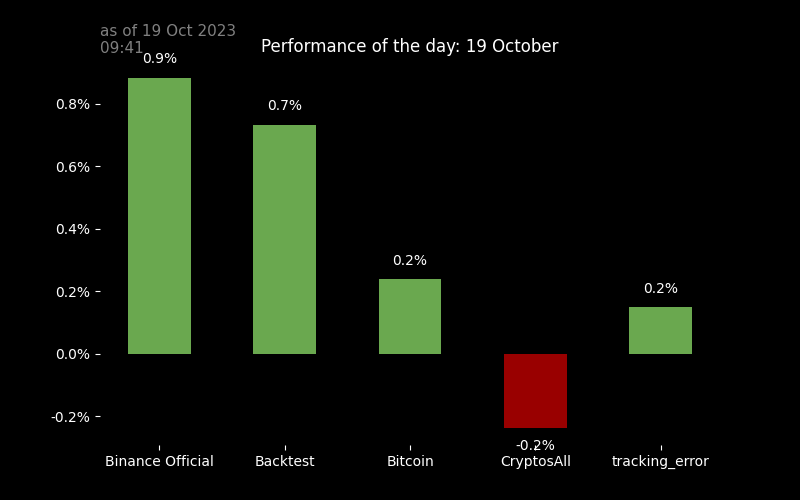 as of 19 Oct 2023
09:41
Performance of the day: 19 October
0.9%
0.7%
0.2%
-0.2%
0.2%
0.8%
0.6%
0.4%
0.2%
0.0%
-0.2%
Binance Official
Backtest
Bitcoin
CryptosAll
tracking_error